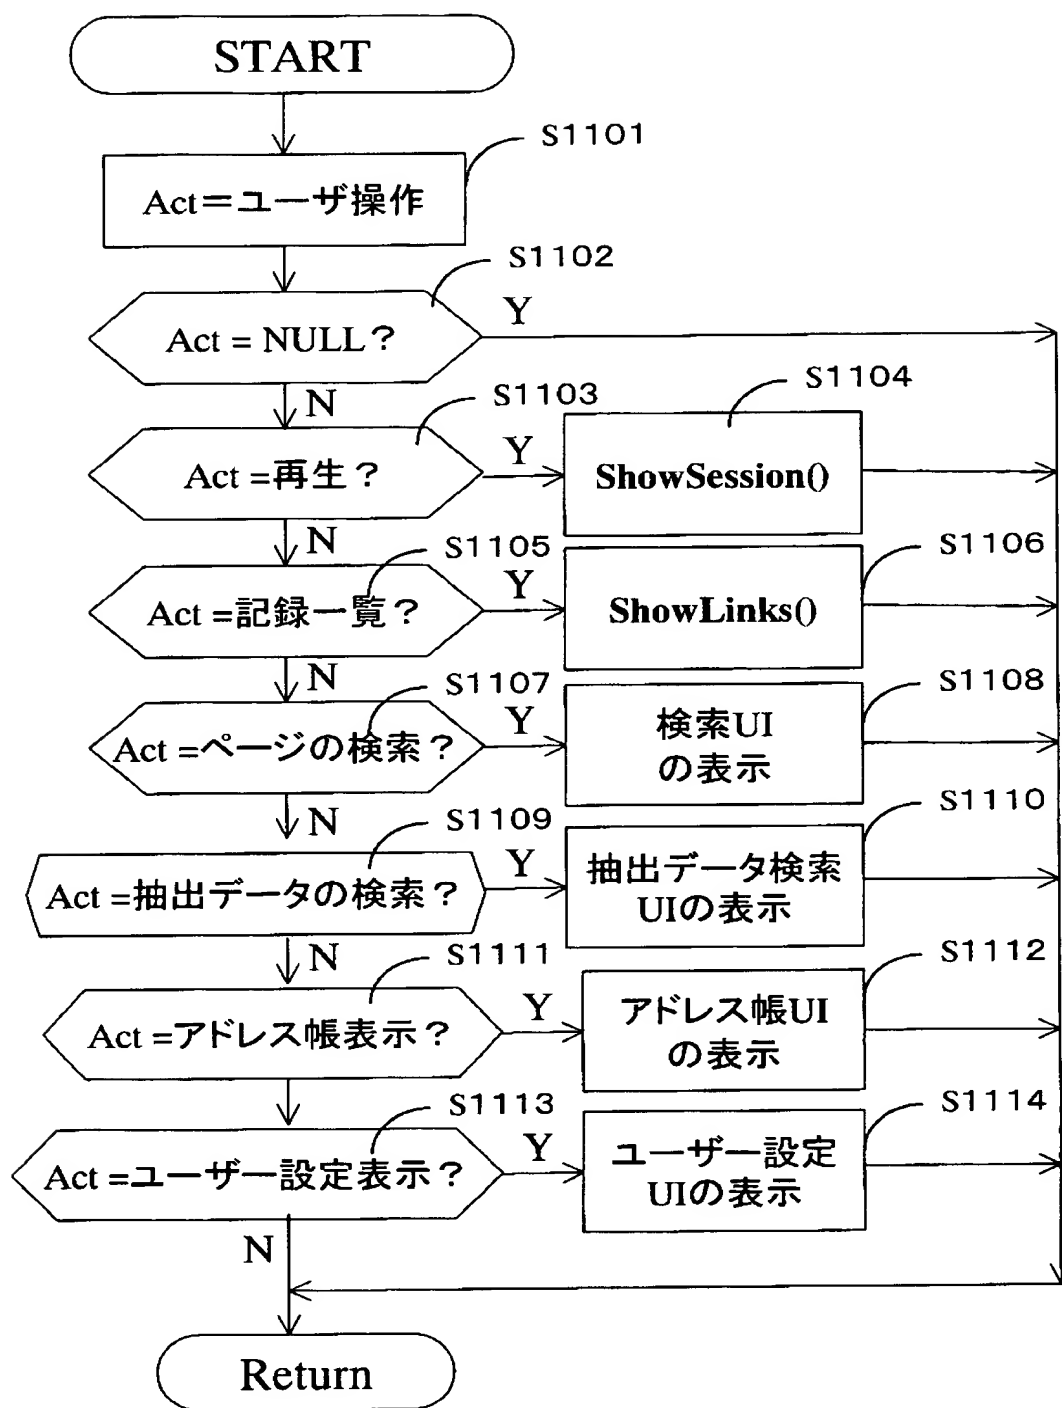 START
S1101
Act＝ユーザ操作
S1102
Act = NULL？
Y
N
S1103
S1104
Act =再生？
Y
ShowSession()
N
S1105
S1106
Act =記録一覧？
Y
ShowLinks()
N
S1107
S1108
Act =ページの検索？
Y
検索UI
の表示
N
S1109
S1110
Act =抽出データの検索？
Y
抽出データ検索
UIの表示
N
S1111
S1112
Act =アドレス帳表示？
Y
アドレス帳UI
の表示
S1113
S1114
Act =ユーザー設定表示？
Y
ユーザー設定
UIの表示
N
Return